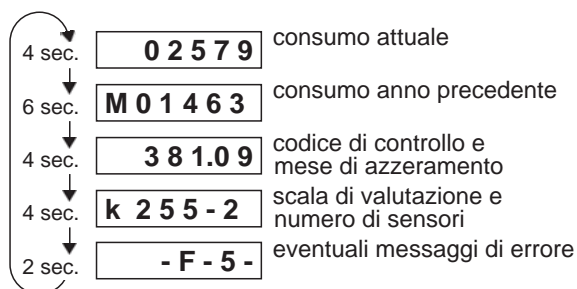 4 sec. 02579 consumo attuale
6 sec. M01463 consumo anno precedente
4 sec. 381.09 codice di controllo e
mese di azzeramento
4 sec. k 255-2 scala di valutazione e
numero di sensori
2 sec. -F-5- eventuali messaggi di errore